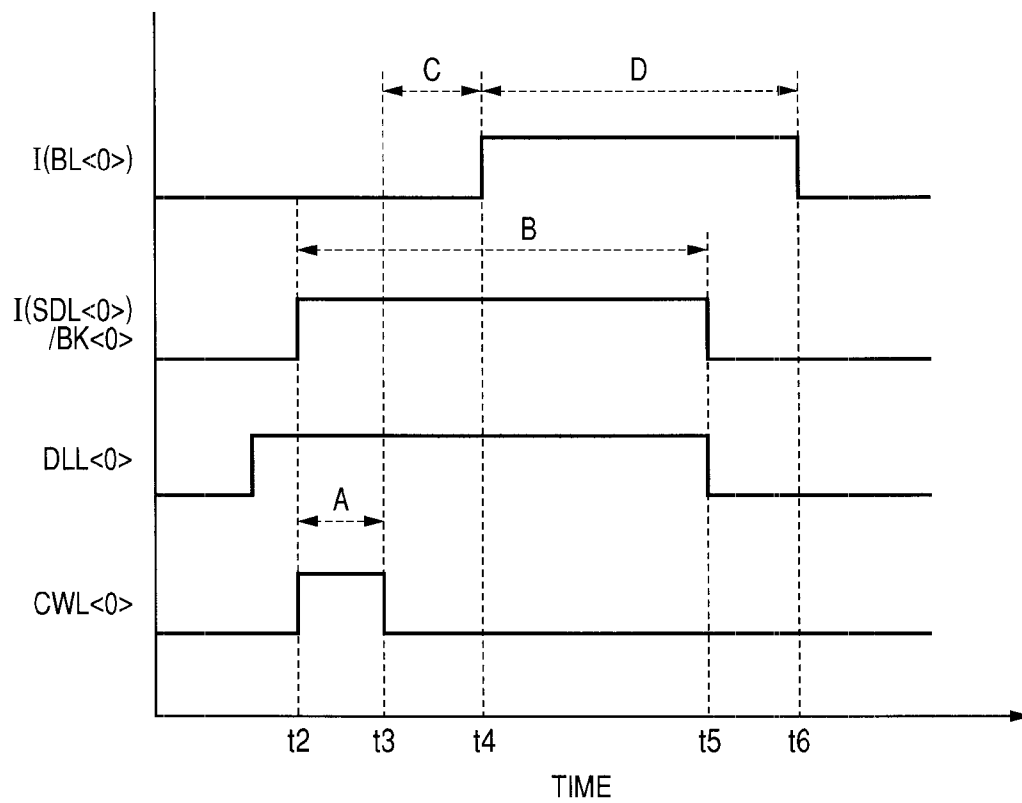 C
D
I(BL<0>)
B
I(SDL<0>)
/BK<0>
DLL<0>
A
CWL<0>
t2 t3 t4 t5 t6
TIME